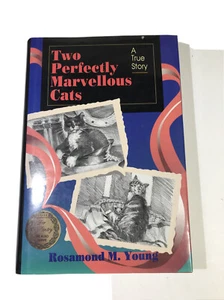 Two
Perfectly
Marvellous
Cats
A
True
Story
Rosamond M. Young